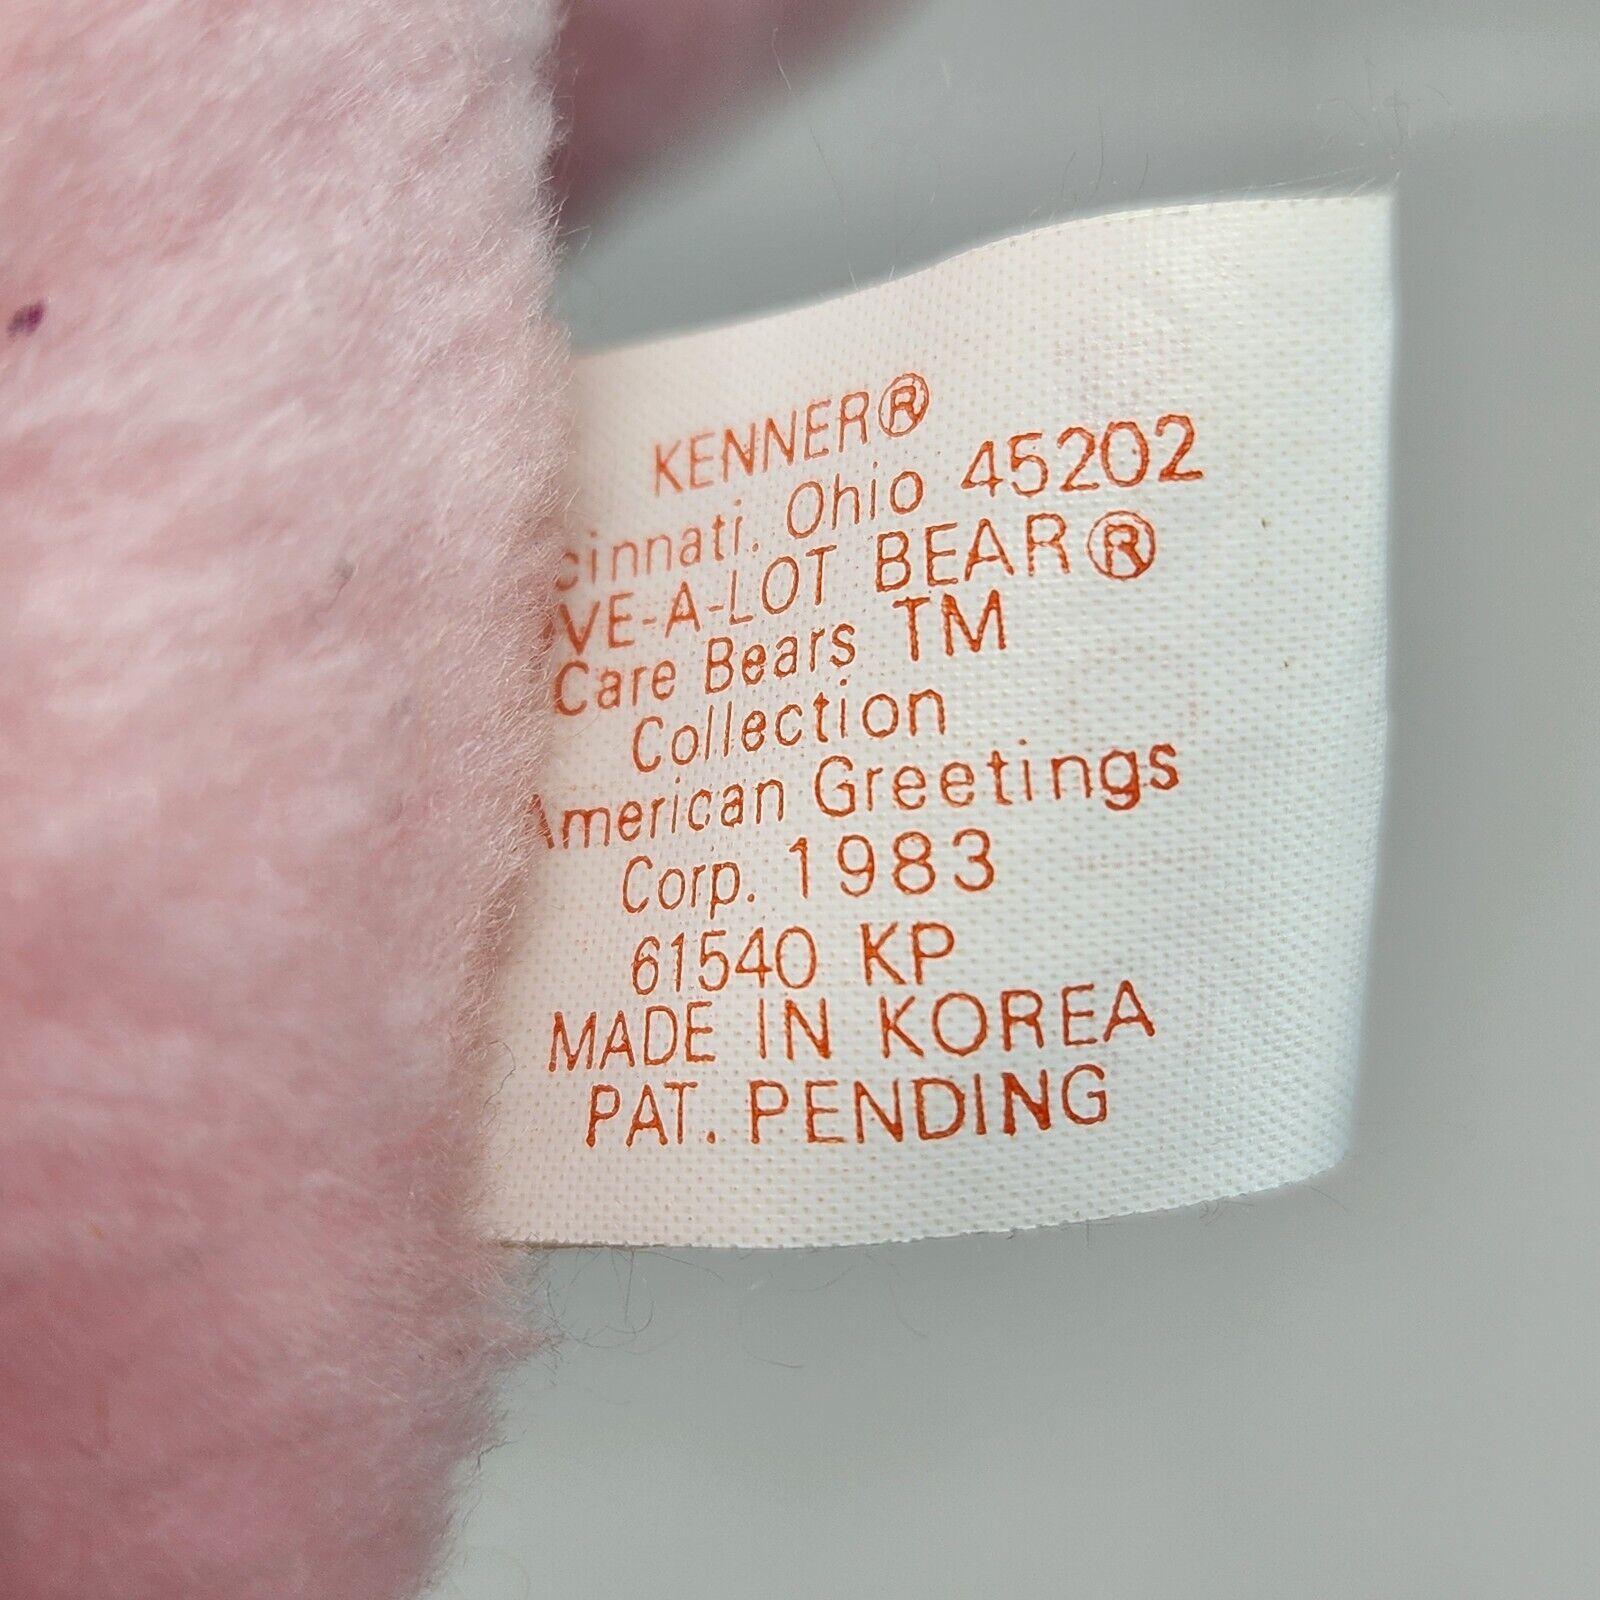 KENNER®
cinnati. Ohio 45202
VE-A-LOT BEAR®
Care Bears TM
Collection
American Greetings
Corp. 1983
61540 KP
MADE IN KOREA
PAT. PENDING